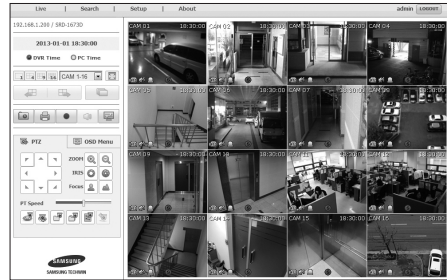 Live | Search | Setup | About admin LOGOUT
192.168.1.200 / SRD-1673D
2013-01-01 18:30:00
DVR Time PC Time
1 4 9 16 CAM 1-16
PTZ OSD Menu
ZOOM
IRIS
Focus
PT Speed
SAMSUNG
SAMSUNG TECHWIN
CAM 01 18:30:00
CAM 02 18:30:00
CAM 03 18:30:00
CAM 04 18:30:00
CAM 05 18:30:00
CAM 06 18:30:00
CAM 07 18:30:00
CAM 08 18:30:00
CAM 09 18:30:00
CAM 10 18:30:00
CAM 11 18:30:00
CAM 12 18:30:00
CAM 13 18:30:00
CAM 1 18:30:00
CAM 15 18:30:00
CAM 16 18:30:00